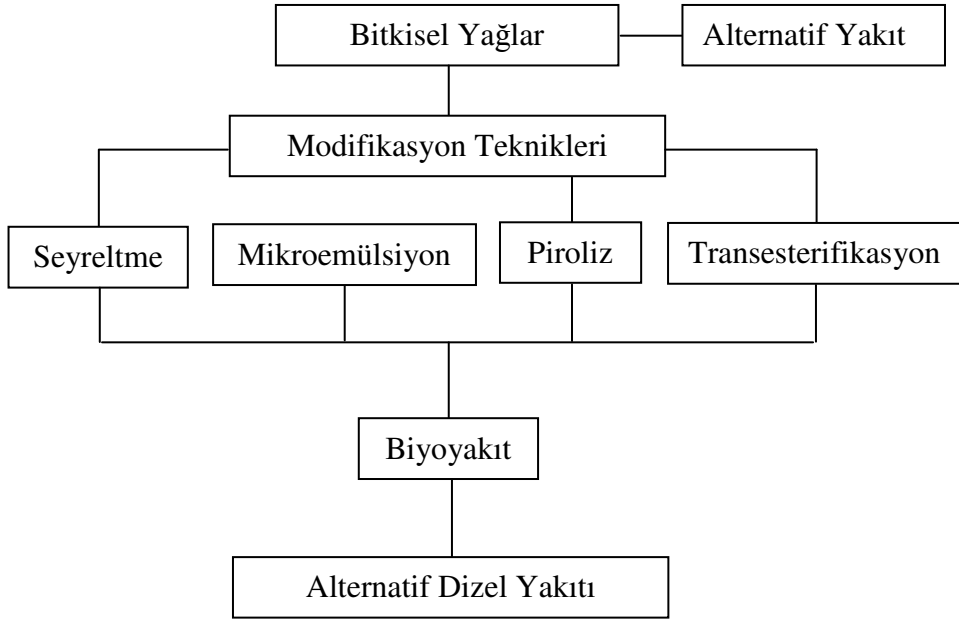 Bitkisel Yağlar
Alternatif Yakıt
Modifikasyon Teknikleri
Seyreltme
Mikroemülsiyon
Piroliz
Transesterifikasyon
Biyoyakıt
Alternatif Dizel Yakıtı